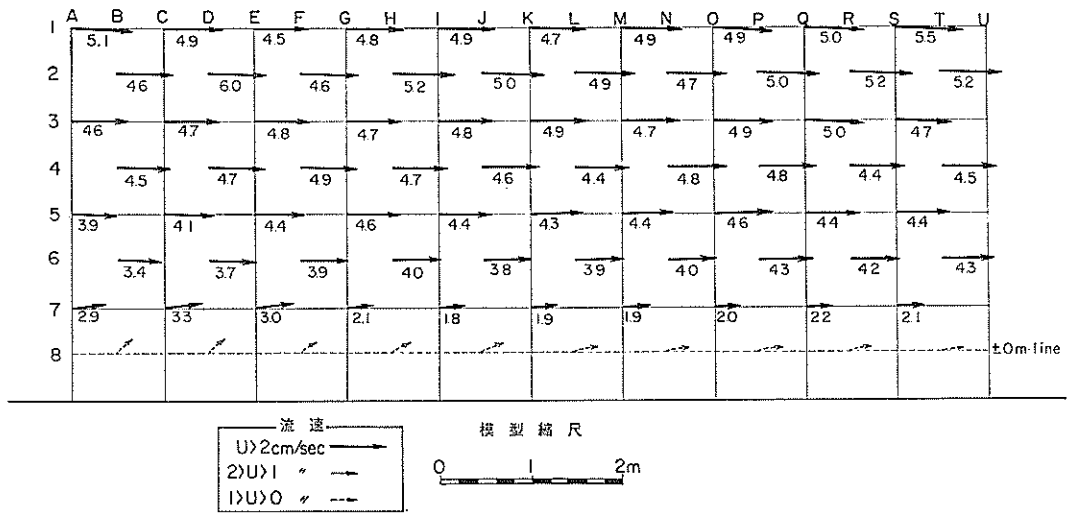 A B C D E F G H I J K L M N O P Q R S T U
1
5.1 4.9 4.5 4.8 4.9 4.7 4.9 4.9 5.0 5.5
2
4.6 6.0 4.6 5.2 5.0 4.9 4.7 5.0 5.2 5.2
3
4.6 4.7 4.8 4.7 4.8 4.9 4.7 4.9 5.0 4.7
4
4.5 4.7 4.9 4.7 4.6 4.4 4.8 4.8 4.4 4.5
5
3.9 4.1 4.4 4.6 4.4 4.3 4.4 4.6 4.4 4.4
6
3.4 3.7 3.9 4.0 3.8 3.9 4.0 4.3 4.2 4.3
7
2.9 3.3 3.0 2.1 1.8 1.9 1.9 2.0 2.2 2.1
8 ±0m-line
流速
U>2cm/sec
2>U>1 〃
1>U>0 〃
模型縮尺
0 1 2m